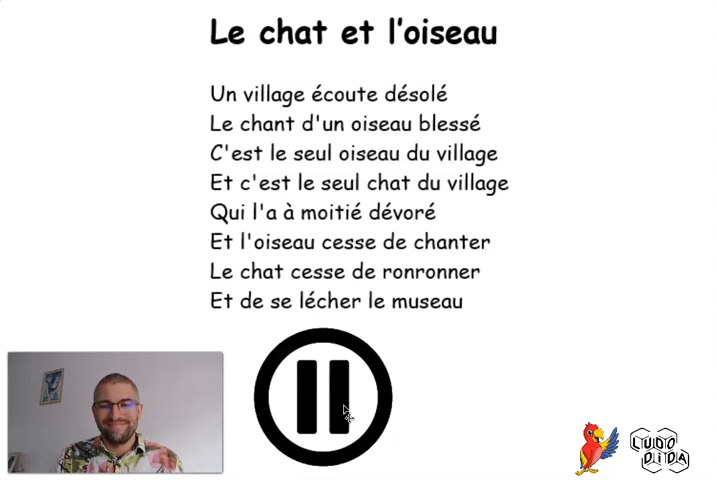 Le chat et l’oiseau
Un village écoute désolé
Le chant d'un oiseau blessé
C'est le seul oiseau du village
Et c'est le seul chat du village
Qui l'a à moitié dévoré
Et l'oiseau cesse de chanter
Le chat cesse de ronronner
Et de se lécher le museau
LUDO
DIDA